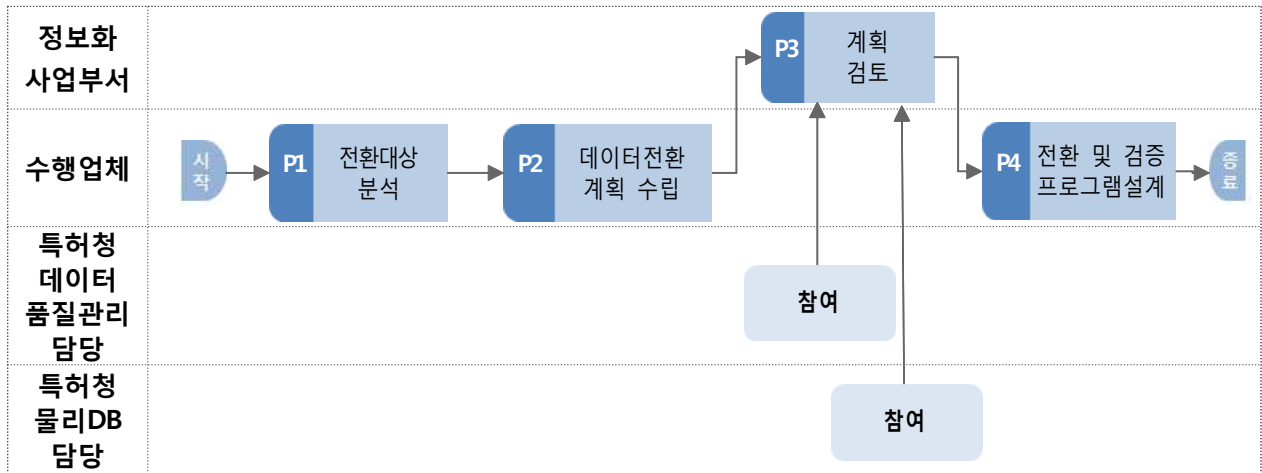 정보화
사업부서
P3
계획
검토
수행업체
시
작
P1
전환대상
분석
P2
데이터전환
계획 수립
P4
전환 및 검증
프로그램설계
종
료
특허청
데이터
품질관리
담당
참여
특허청
물리DB
담당
참여